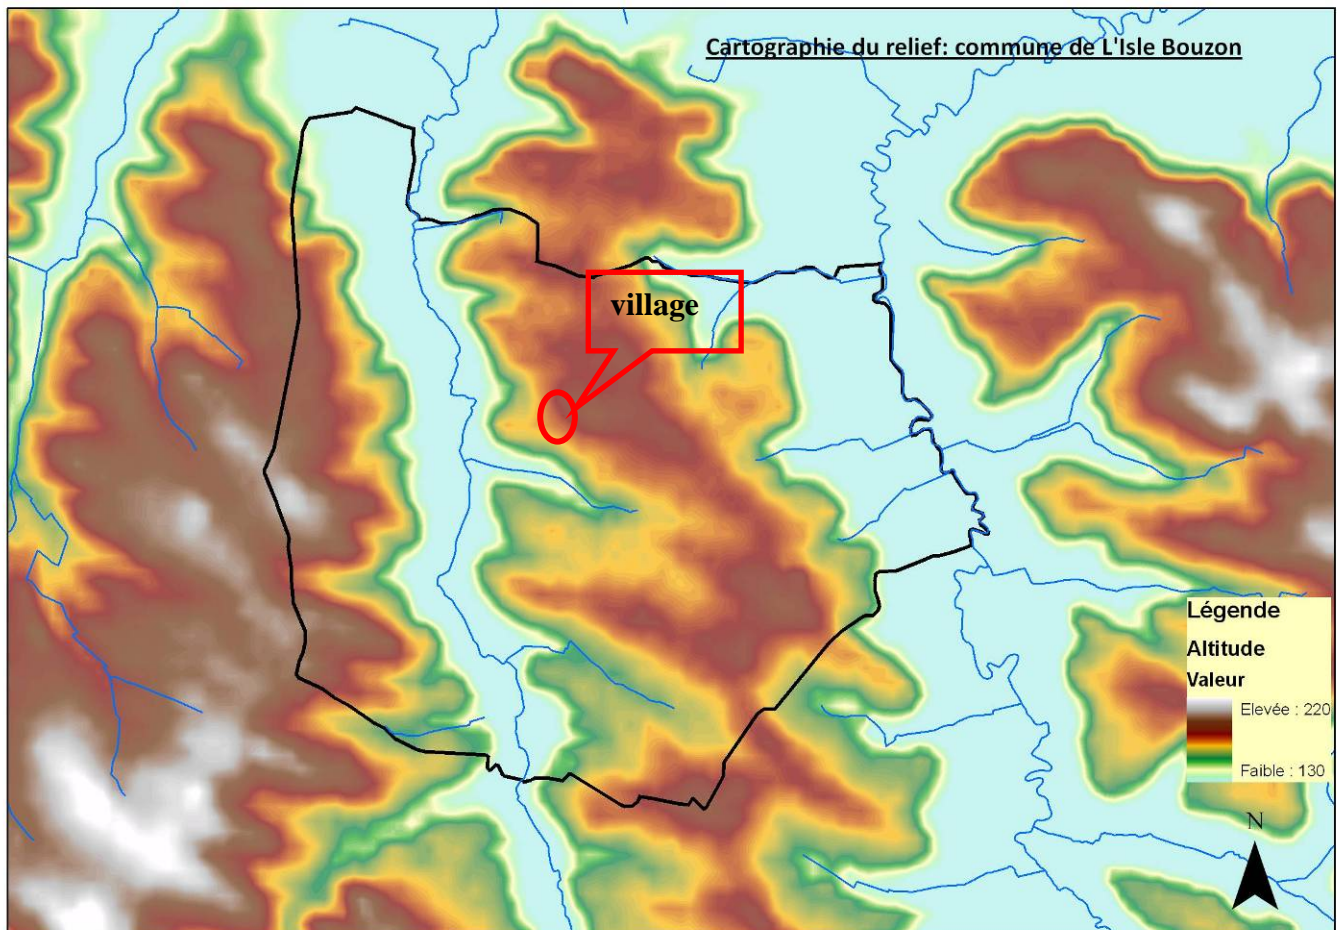 Cartographie du relief: commune de L'Isle Bouzon
village
Légende
Altitude
Valeur
Elevée : 220
Faible : 130
N